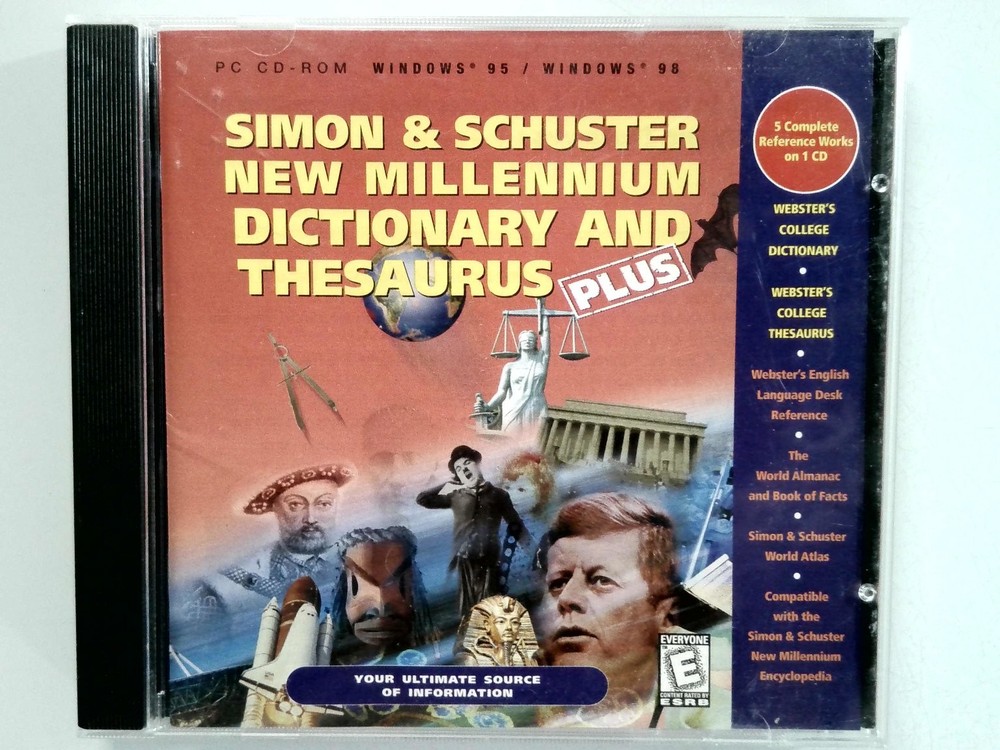 PC CD-ROM WINDOWS® 95 / WINDOWS® 98
SIMON & SCHUSTER
NEW MILLENNIUM
DICTIONARY AND
THESAURUS
PLUS
5 Complete
Reference Works
on 1 CD
WEBSTER'S
COLLEGE
DICTIONARY
•
WEBSTER'S
COLLEGE
THESAURUS
•
Webster's English
Language Desk
Reference
•
The
World Almanac
and Book of Facts
•
Simon & Schuster
World Atlas
•
Compatible
with the
Simon & Schuster
New Millennium
Encyclopedia
YOUR ULTIMATE SOURCE
OF INFORMATION
EVERYONE
E
CONTENT RATED BY
ESRB